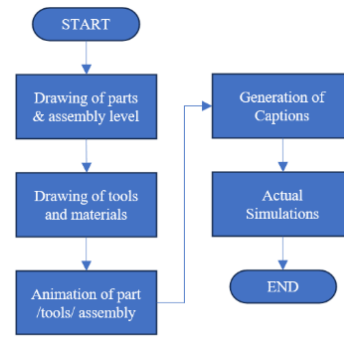 START
Drawing of parts
& assembly level
Drawing of tools
and materials
Animation of part
/tools/ assembly
Generation of
Captions
Actual
Simulations
END